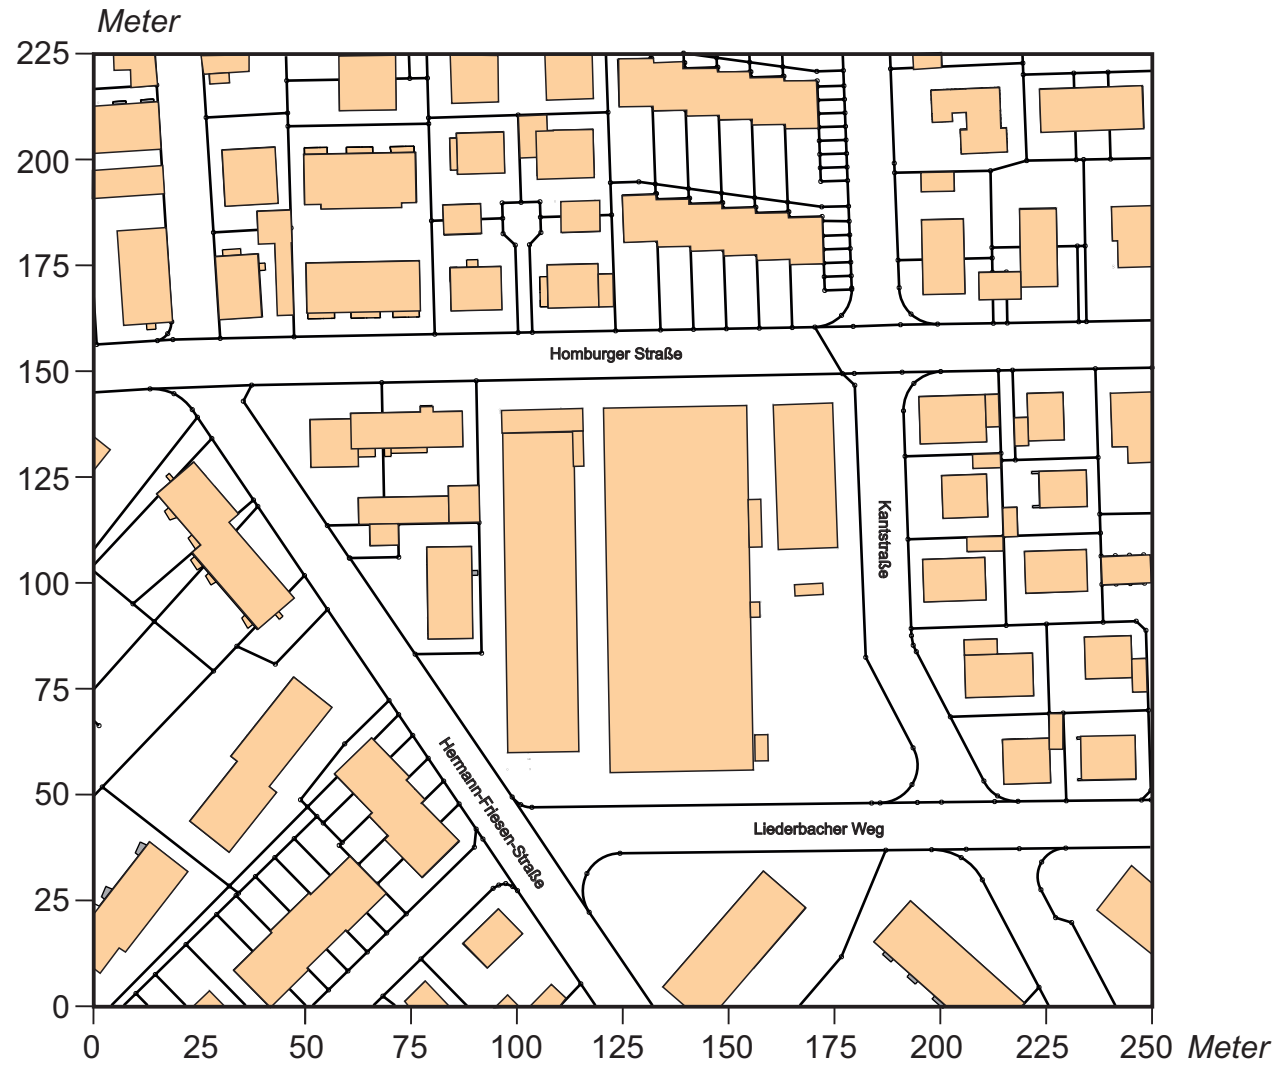 Meter
225
200
175
150
125
100
75
50
25
0
Homburger Straße
Kantstraße
Hermann-Friesen-Straße
Liederbacher Weg
0 25 50 75 100 125 150 175 200 225 250 Meter